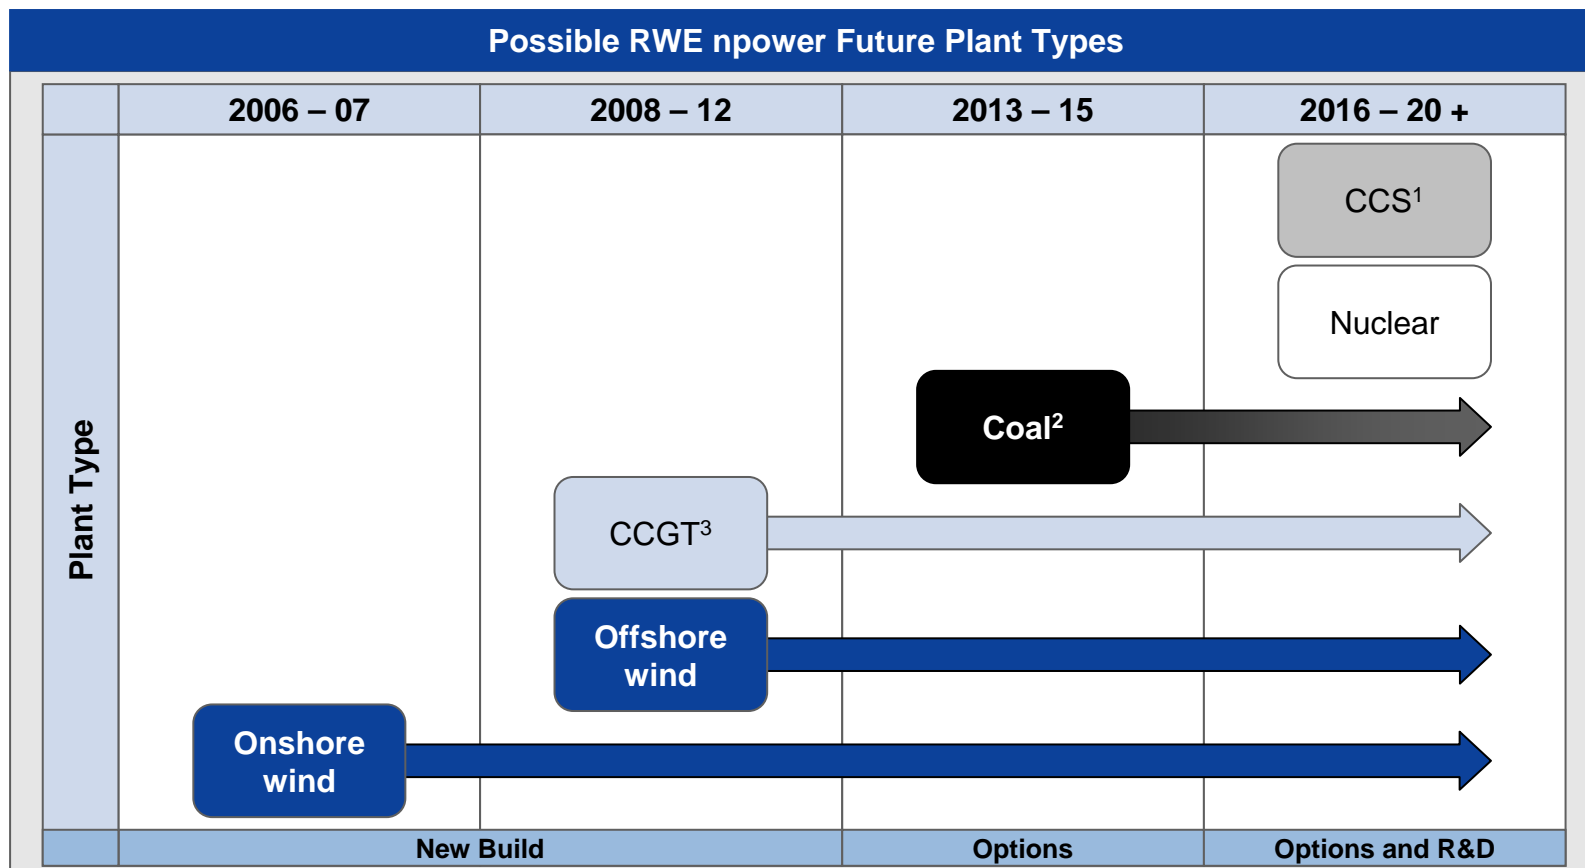 Possible RWE npower Future Plant Types
2006 – 07
2008 – 12
2013 – 15
2016 – 20 +
Plant Type
CCS¹
Nuclear
Coal²
CCGT³
Offshore
wind
Onshore
wind
New Build
Options
Options and R&D